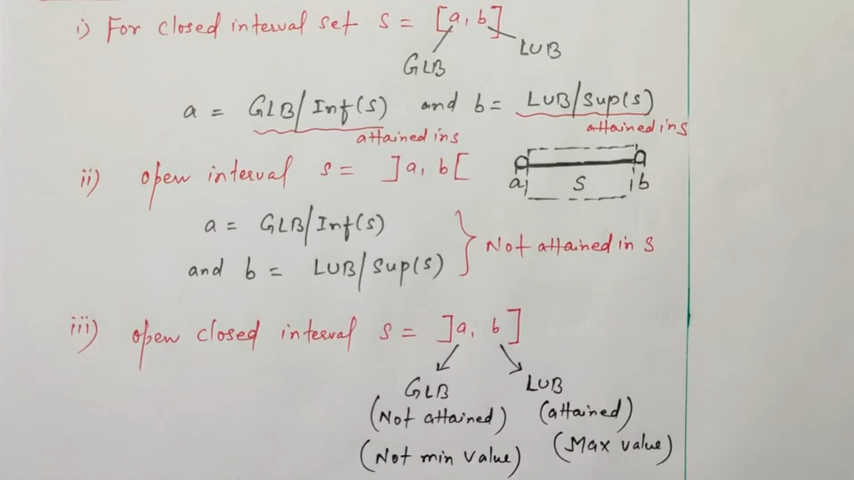 i) For closed interval set S = [a, b]
GLB LUB
a = GLB/Inf(S) and b = LUB/Sup(S)
attained in S attained in S
ii) open interval S = ]a, b[
a S b
a = GLB/Inf(S)
and b = LUB/Sup(S)
Not attained in S
iii) open closed interval S = ]a, b]
GLB LUB
(Not attained) (attained)
(Not min value) (Max value)